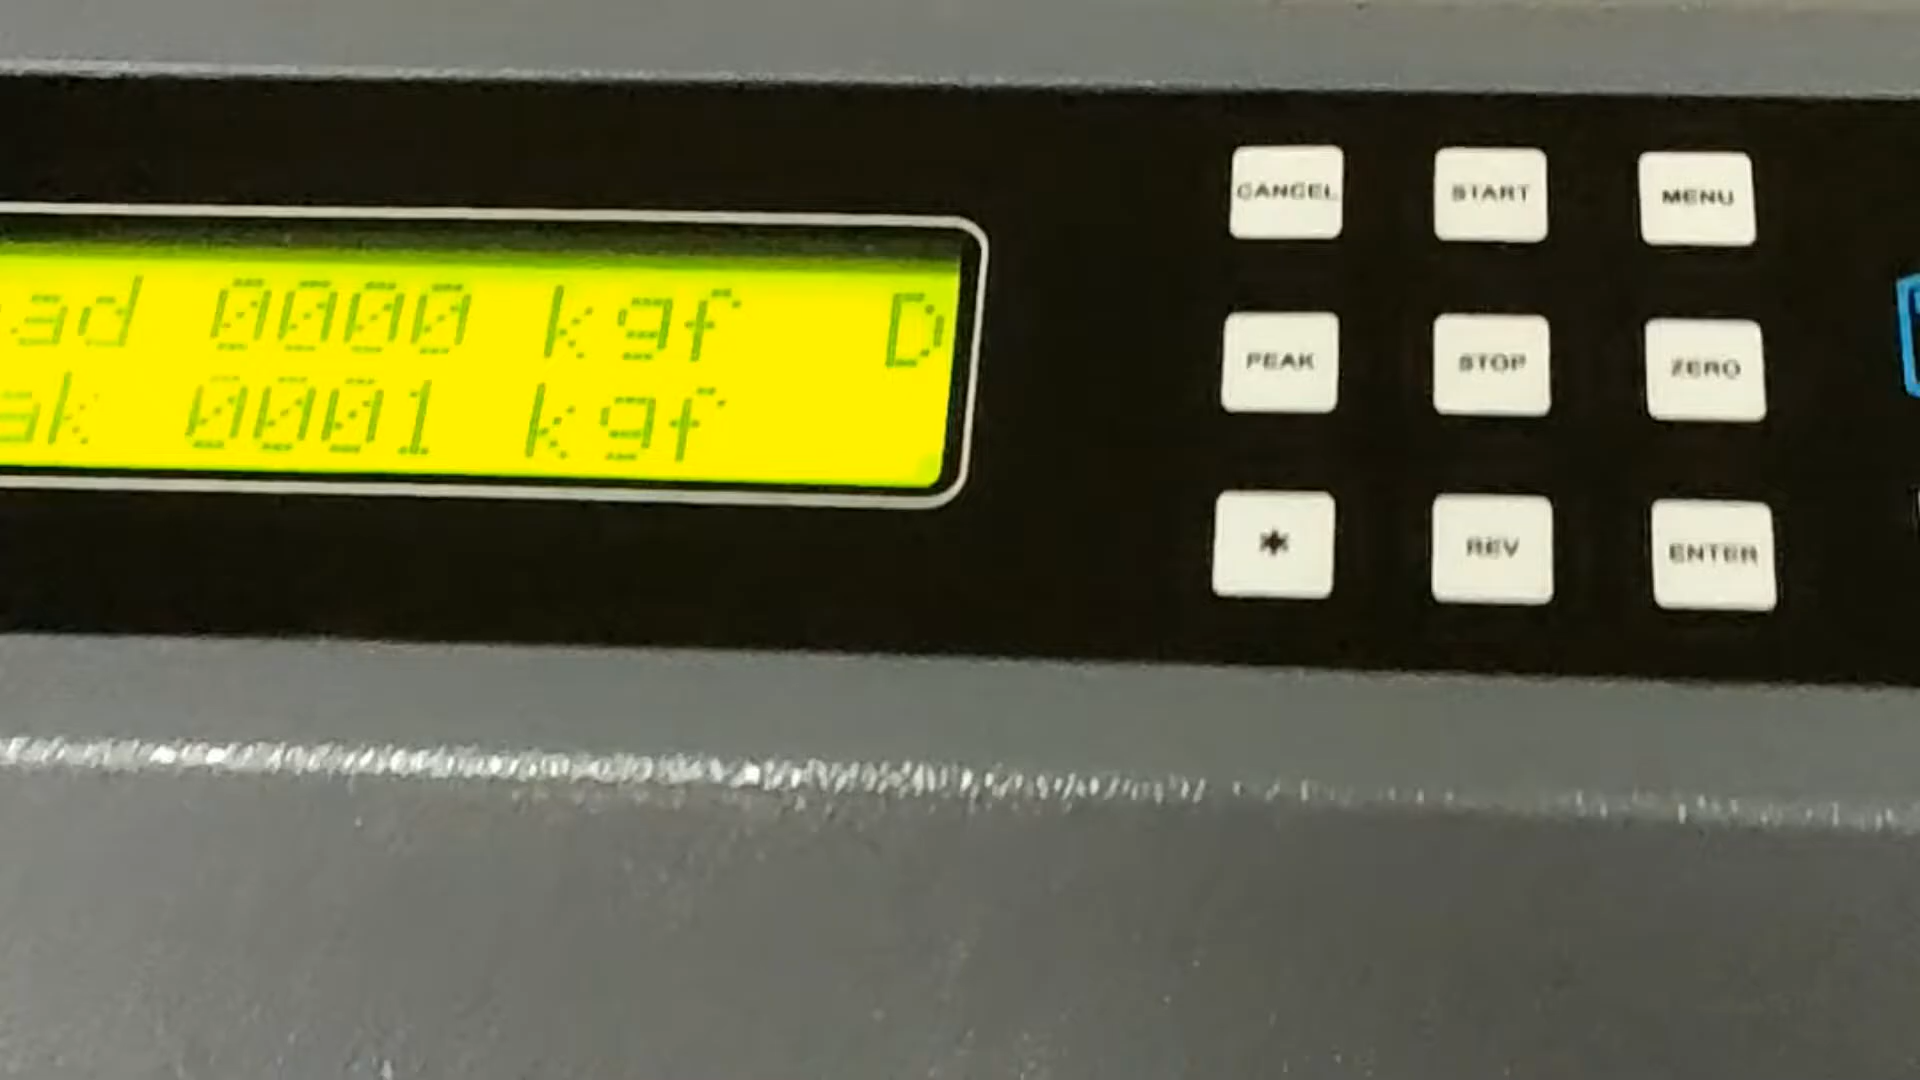 ad 0000 kgf D
ak 0001 kgf
CANCEL START MENU
PEAK STOP ZERO
* REV ENTER